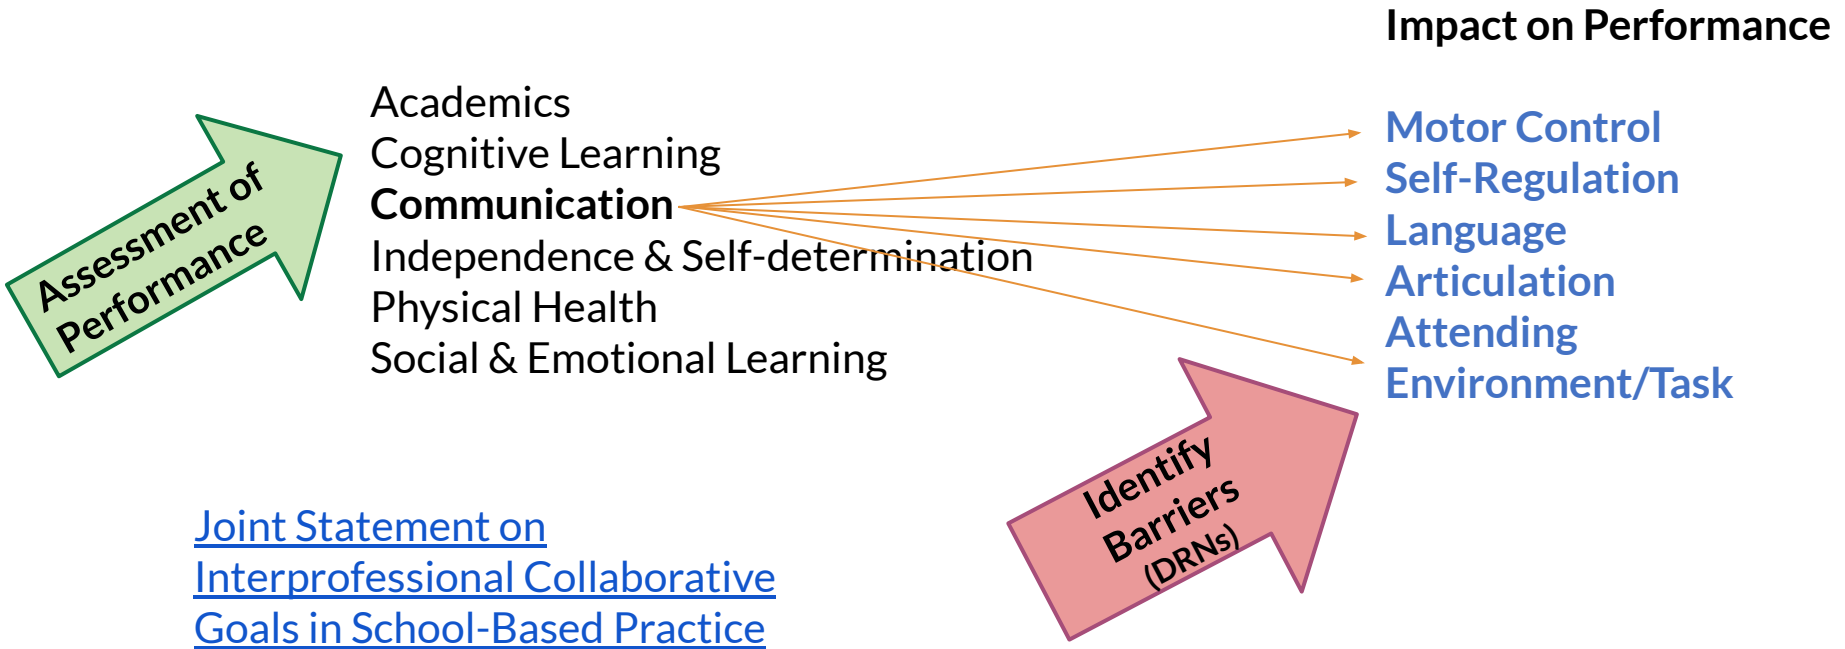 Impact on Performance
Assessment of
Performance
Academics
Cognitive Learning
Communication
Independence & Self-determination
Physical Health
Social & Emotional Learning
Motor Control
Self-Regulation
Language
Articulation
Attending
Environment/Task
Identify
Barriers
(DRNs)
Joint Statement on
Interprofessional Collaborative
Goals in School-Based Practice